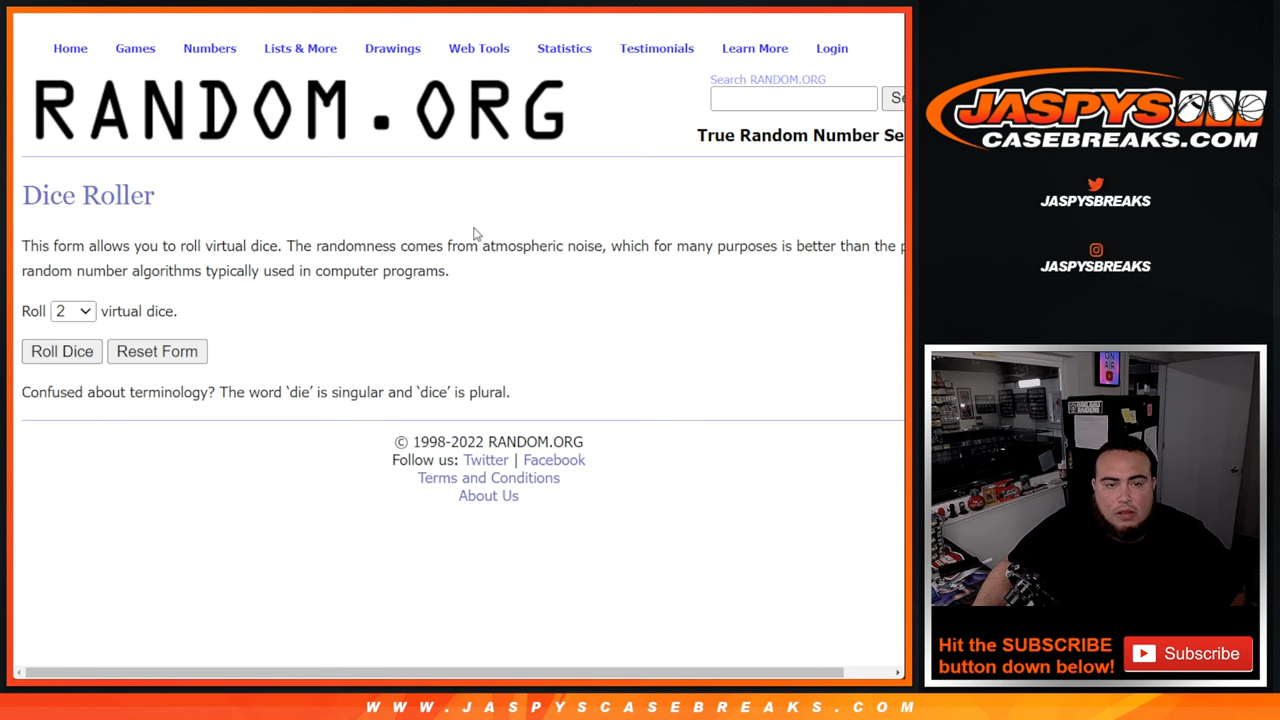 Home Games Numbers Lists & More Drawings Web Tools Statistics Testimonials Learn More Login
RANDOM.ORG
Search RANDOM.ORG
Se
True Random Number Se
JASPYS
CASEBREAKS.COM
JASPYSBREAKS
JASPYSBREAKS
Dice Roller
This form allows you to roll virtual dice. The randomness comes from atmospheric noise, which for many purposes is better than the p
random number algorithms typically used in computer programs.
Roll 2 virtual dice.
Roll Dice Reset Form
Confused about terminology? The word ‘die’ is singular and ‘dice’ is plural.
© 1998-2022 RANDOM.ORG
Follow us: Twitter | Facebook
Terms and Conditions
About Us
ON
AIR
Hit the SUBSCRIBE
button down below!
Subscribe
WWW.JASPYSCASEBREAKS.COM